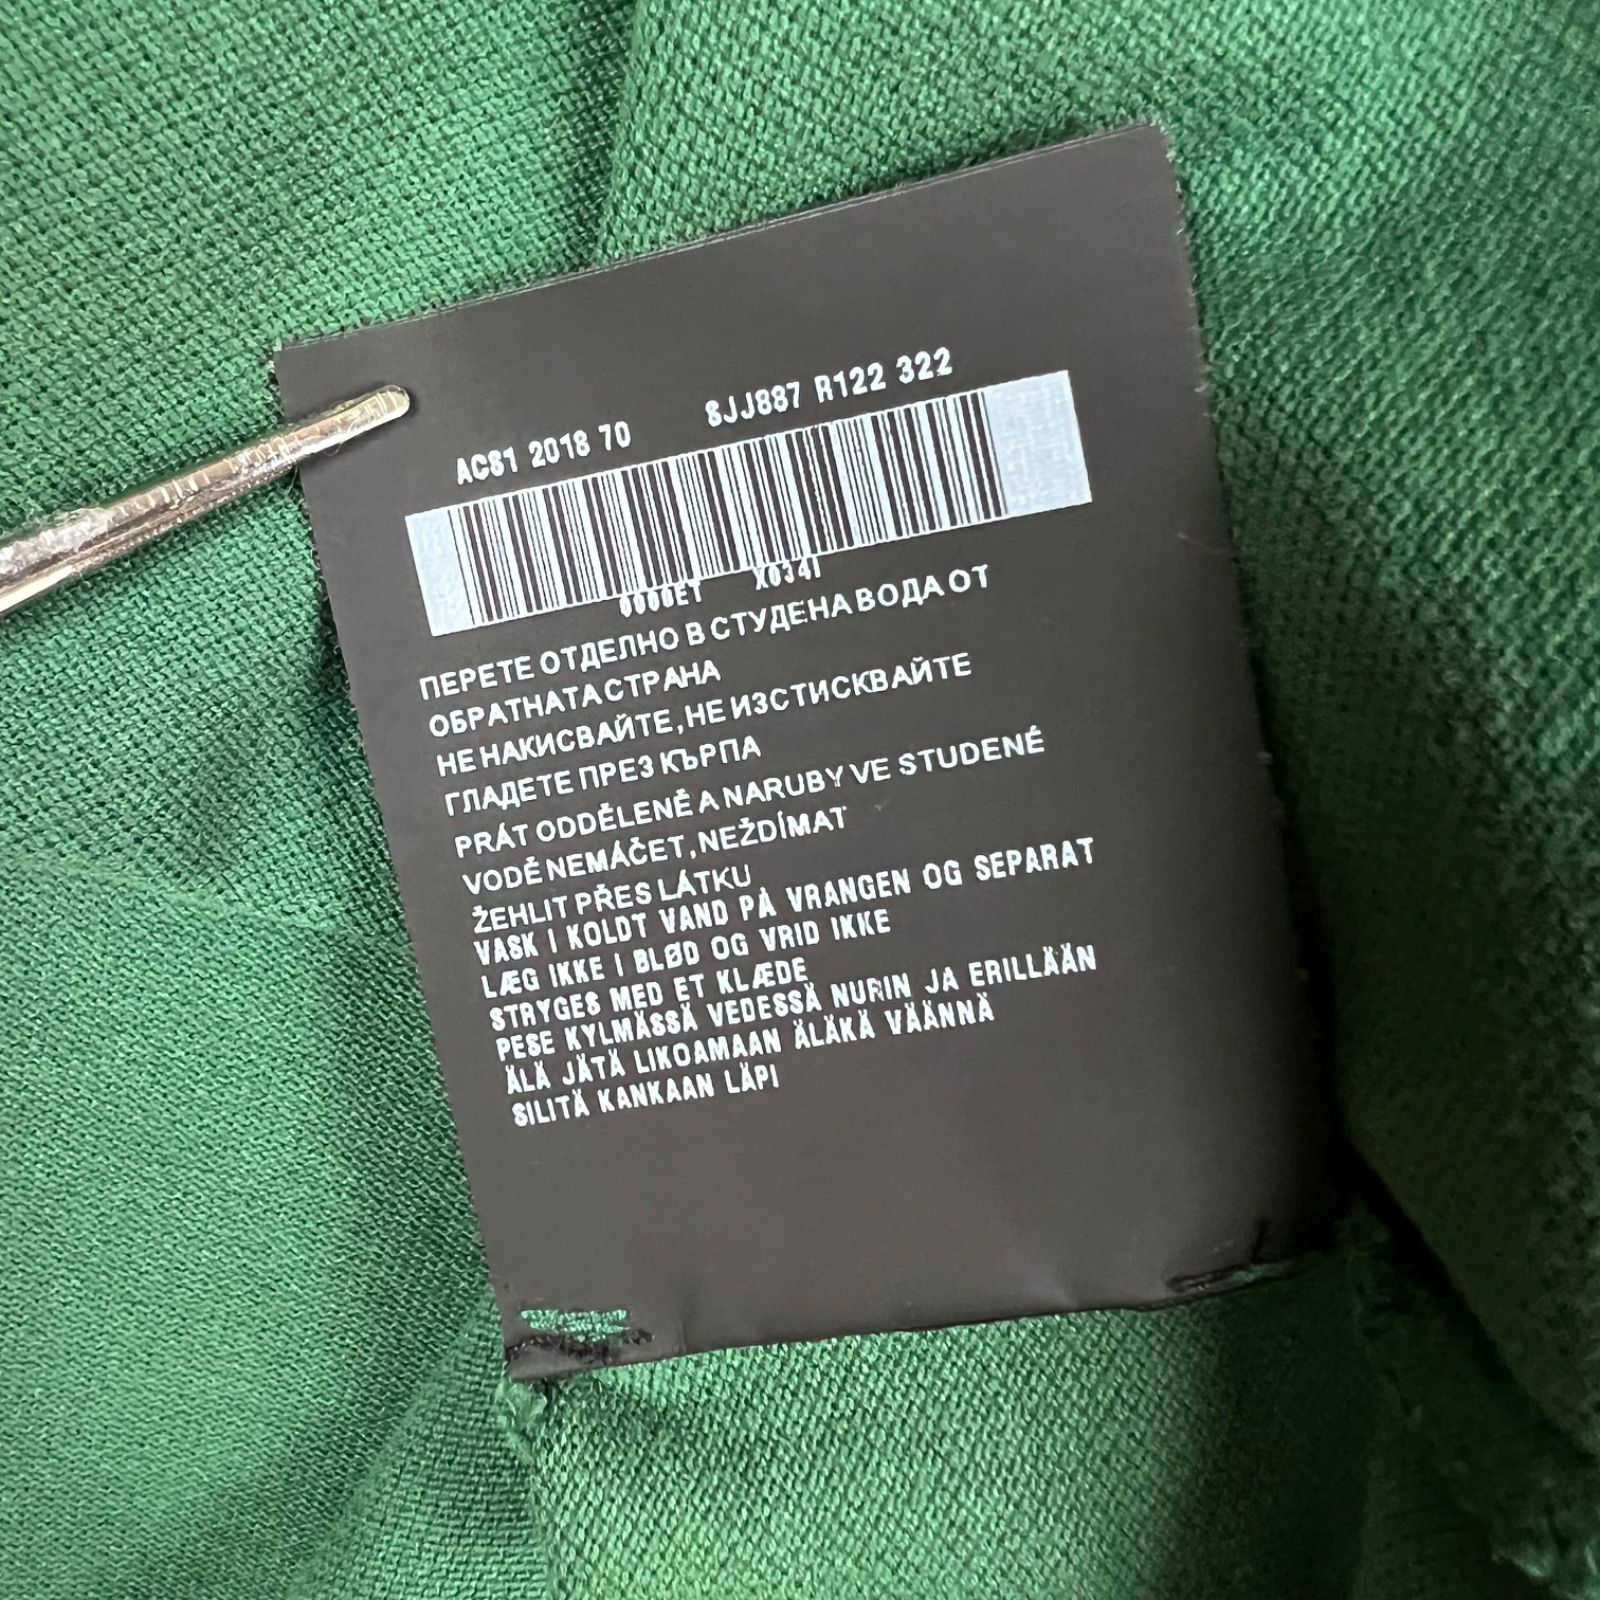 AC81 2018 70 8JJ887 R122 322
0000ET X034I
ПЕРЕТЕ ОТДЕЛНО В СТУДЕНА ВОДА ОТ
ОБРАТНАТА СТРАНА
НЕ НАКИСВАЙТЕ, НЕ ИЗСТИСКВАЙТЕ
ГЛАДЕТЕ ПРЕЗ КЪРПА
PRÁT ODDĚLENĚ A NARUBY VE STUDENÉ
VODĚ NEMÁČET, NEŽDÍMAT
ŽEHLIT PŘES LÁTKU
VASK I KOLDT VAND PÅ VRANGEN OG SEPARAT
LÆG IKKE I BLØD OG VRID IKKE
STRYGES MED ET KLÆDE
PESE KYLMÄSSÄ VEDESSÄ NURIN JA ERILLÄÄN
ÄLÄ JÄTÄ LIKOAMAAN ÄLÄKÄ VÄÄNNÄ
SILITÄ KANKAAN LÄPI